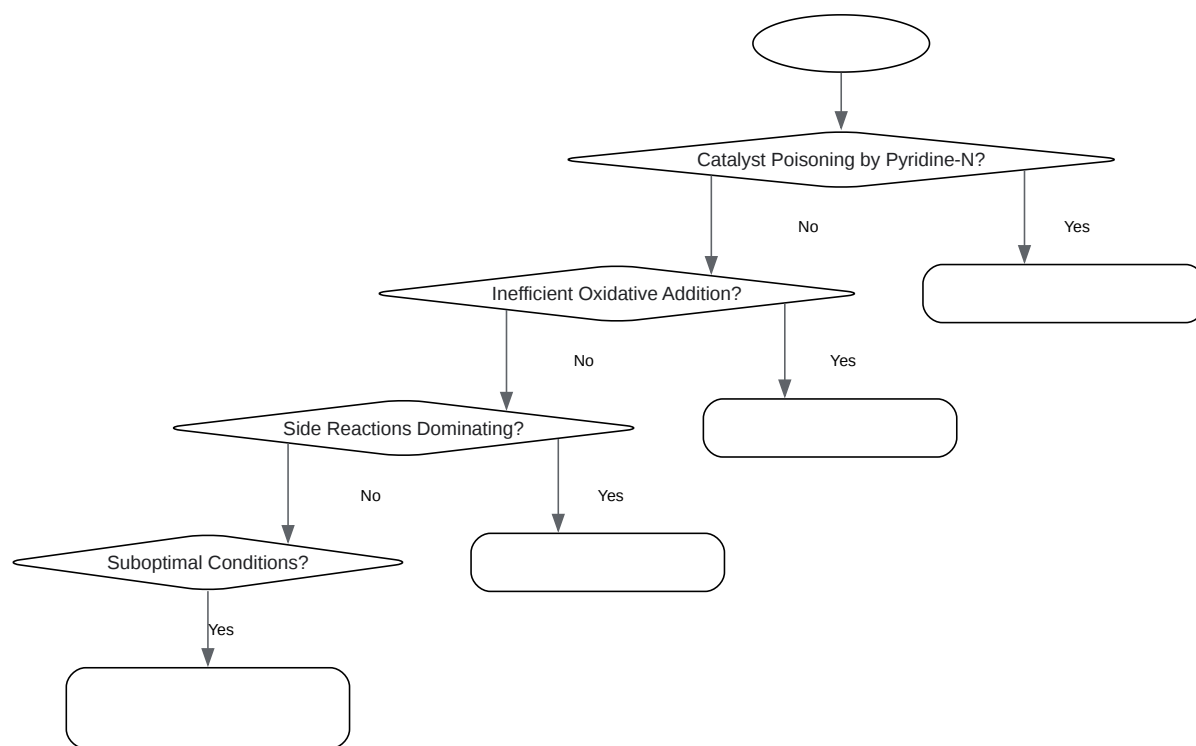 Catalyst Poisoning by Pyridine-N?
No
Yes
Inefficient Oxidative Addition?
No
Yes
Side Reactions Dominating?
No
Yes
Suboptimal Conditions?
Yes